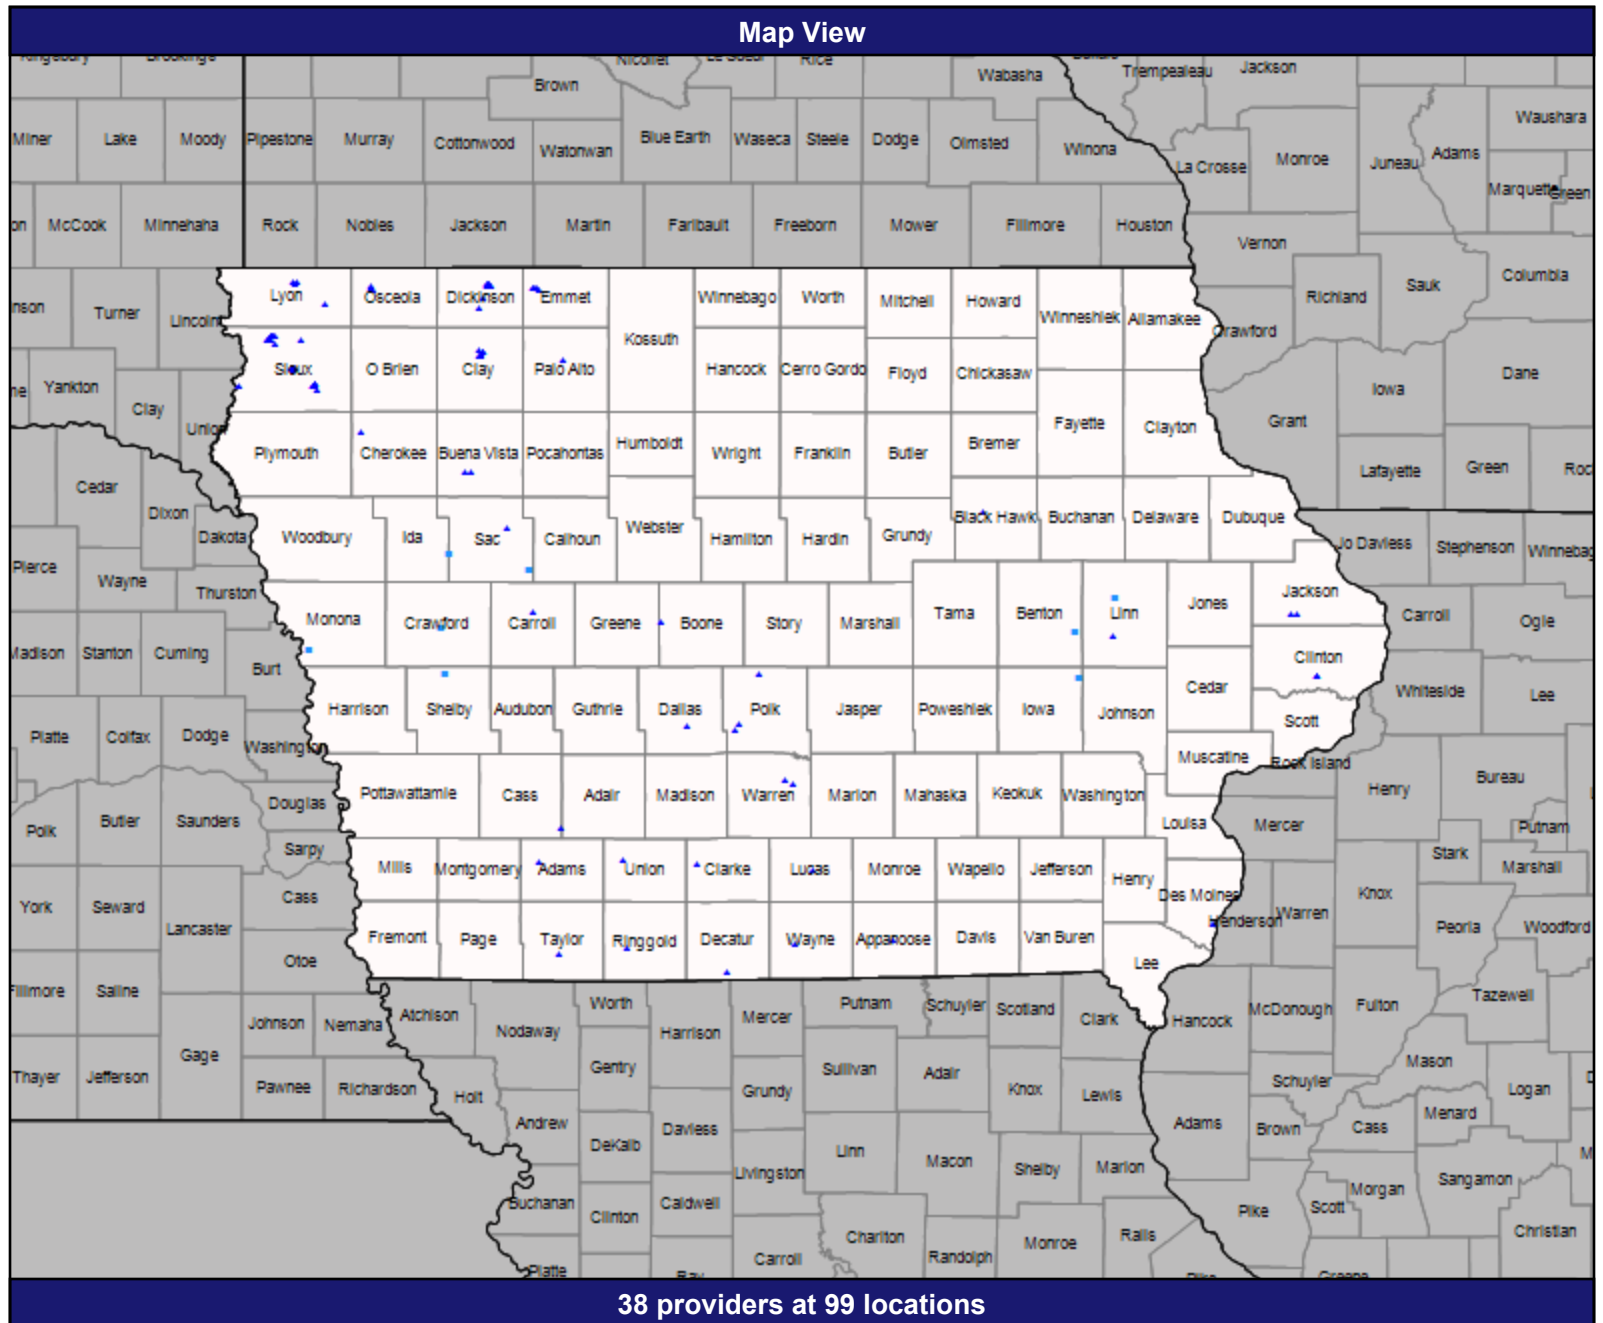 Map View
Kingsbury Brookings Nicollet Le Sueur Rice Wabasha Trempealeau Jackson
Brown Waushara
Miner Lake Moody Pipestone Murray Cottonwood Watonwan Blue Earth Waseca Steele Dodge Olmsted Winona La Crosse Monroe Juneau Adams
Marquette Green
McCook Minnehaha Rock Nobles Jackson Martin Faribault Freeborn Mower Fillmore Houston Vernon
Richland Sauk Columbia
Turner Lincoln Lyon Osceola Dickinson Emmet Winnebago Worth Mitchell Howard Winneshiek Allamakee Crawford
Kossuth
Yankton Clay Union Sioux O Brien Clay Palo Alto Hancock Cerro Gordo Floyd Chickasaw Iowa Dane
Fayette Clayton Grant
Plymouth Cherokee Buena Vista Pocahontas Humboldt Wright Franklin Butler Bremer Lafayette Green
Cedar Dixon Dakota
Woodbury Ida Sac Calhoun Webster Hamilton Hardin Grundy Black Hawk Buchanan Delaware Dubuque Jo Daviess Stephenson
Pierce Wayne Thurston
Monona Crawford Carroll Greene Boone Story Marshall Tama Benton Linn Jones Jackson Carroll Ogle
Madison Stanton Cuming Burt Clinton Whiteside Lee
Harrison Shelby Audubon Guthrie Dallas Polk Jasper Poweshiek Iowa Johnson Cedar Scott
Platte Colfax Dodge Washington Muscatine Rock Island Henry Bureau
Douglas Pottawattamie Cass Adair Madison Warren Marion Mahaska Keokuk Washington Louisa Mercer
Polk Butler Saunders Sarpy Putnam
Stark Marshall
Mills Montgomery Adams Union Clarke Lucas Monroe Wapello Jefferson Henry Des Moines Henderson Warren Knox
York Seward Lancaster Cass Peoria Woodford
Fremont Page Taylor Ringgold Decatur Wayne Appanoose Davis Van Buren Lee
Otoe
Fillmore Saline Johnson Nemaha Atchison Nodaway Worth Harrison Mercer Putnam Schuyler Scotland Clark Hancock McDonough Fulton Tazewell
Thayer Jefferson Gage Pawnee Richardson Holt Gentry Grundy Sullivan Adair Knox Lewis Schuyler Mason Logan
Andrew DeKalb Daviess Adams Brown Cass Menard
Livingston Linn Macon Shelby Marion
Buchanan Clinton Caldwell Pike Scott Morgan Sangamon
Chariton Randolph Monroe Ralls Christian
Platte Ray Carroll Greene
38 providers at 99 locations